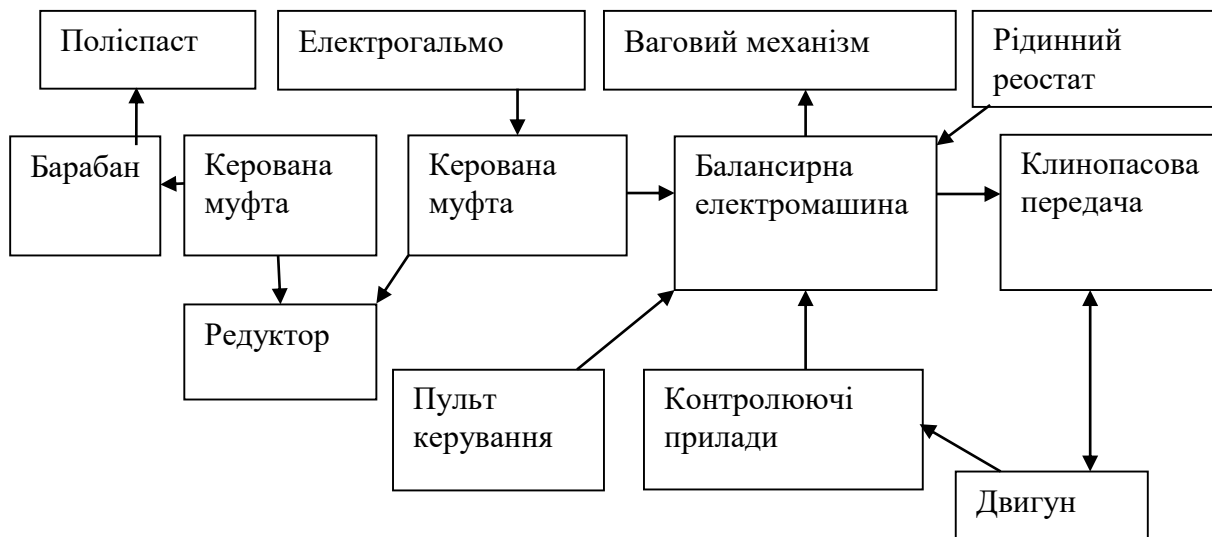 Поліспаст
Електрогальмо
Ваговий механізм
Рідинний
реостат
Барабан
Керована
муфта
Керована
муфта
Балансирна
електромашина
Клинопасова
передача
Редуктор
Пульт
керування
Контролюючі
прилади
Двигун